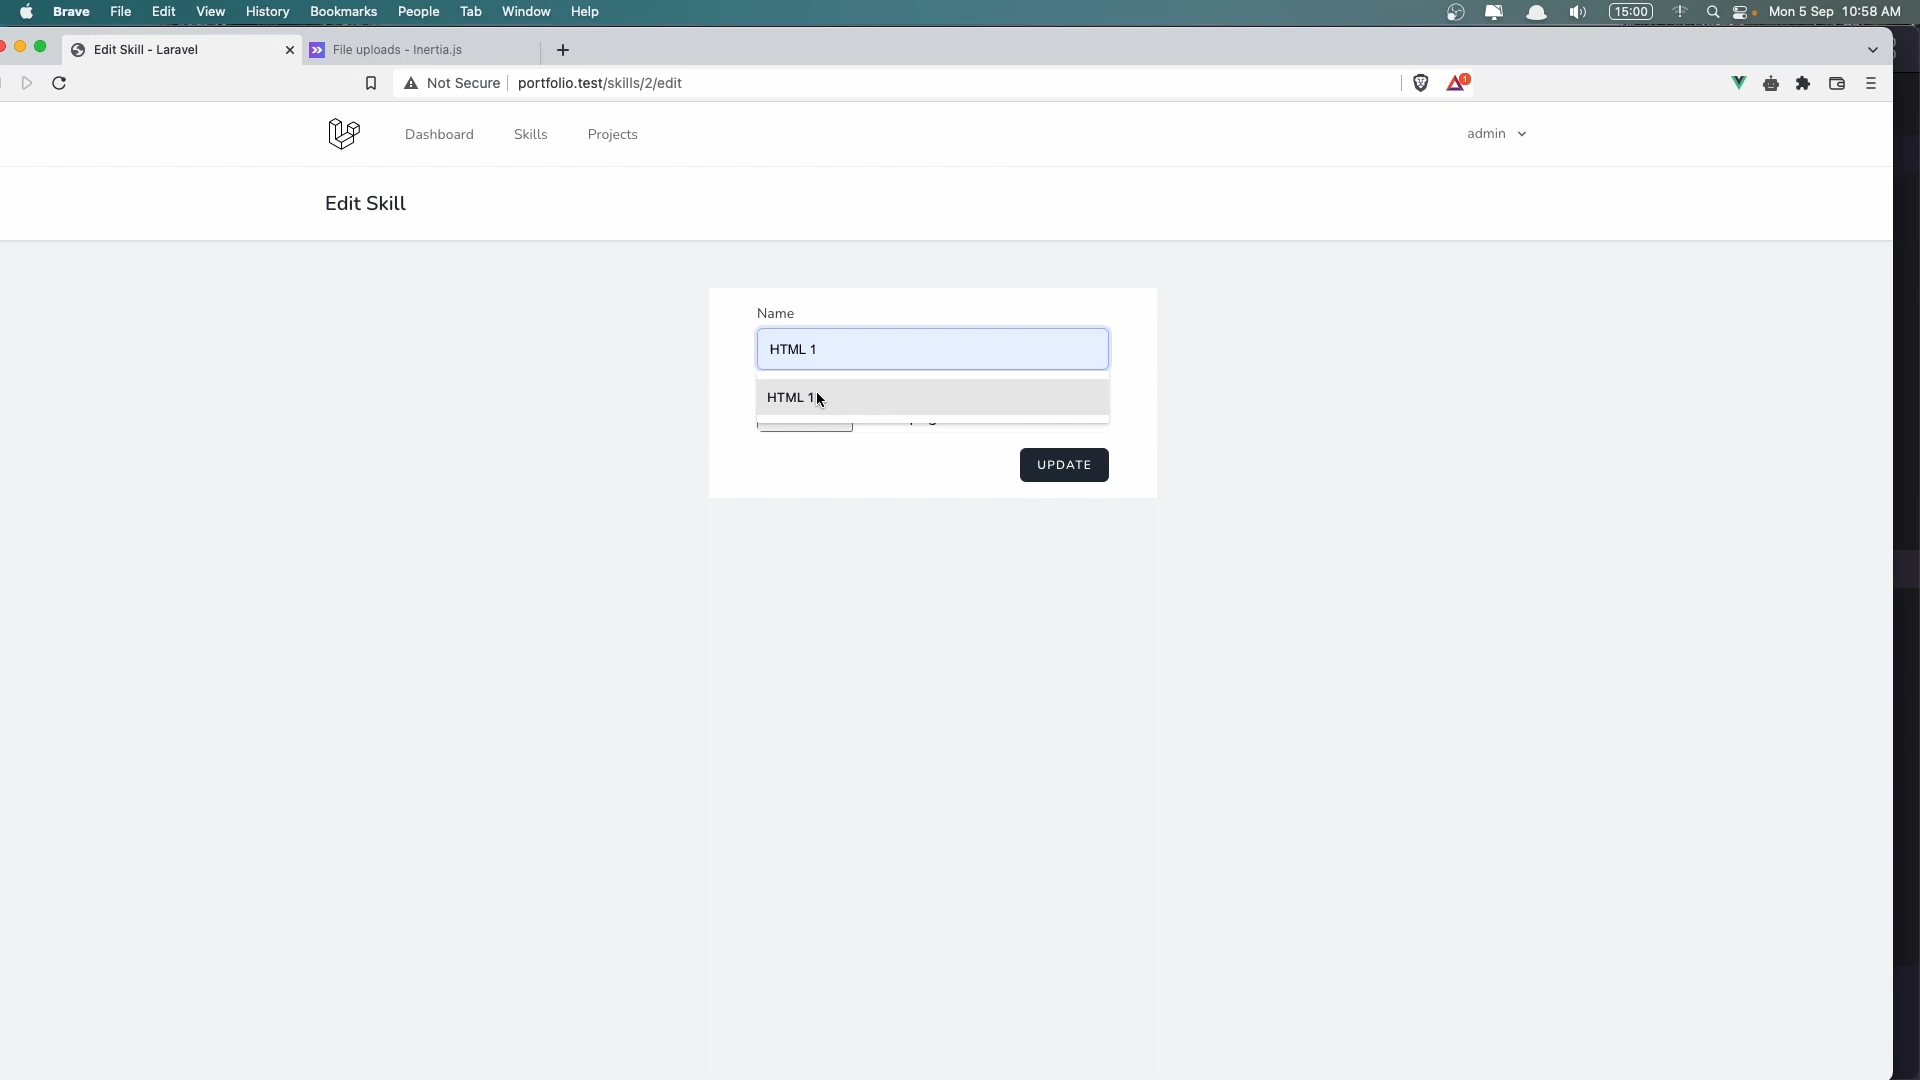 Brave File Edit View History Bookmarks People Tab Window Help 15:00 Mon 5 Sep 10:58 AM
Edit Skill - Laravel File uploads - Inertia.js
Not Secure portfolio.test/skills/2/edit 1
Dashboard Skills Projects admin
Edit Skill
Name
HTML 1
HTML 1
UPDATE